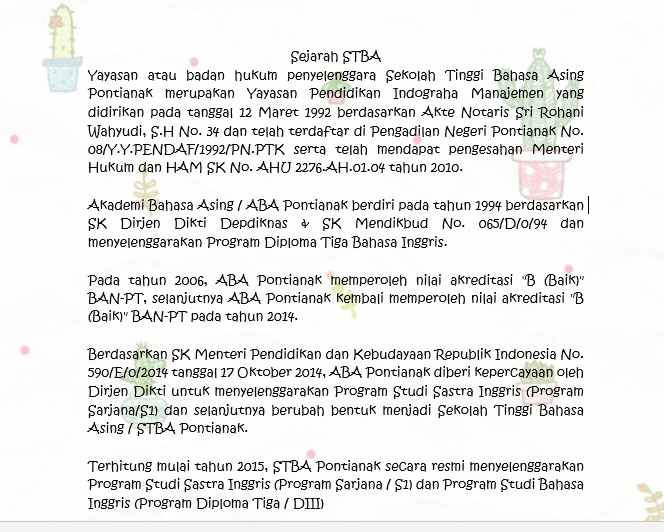 Sejarah STBA
Yayasan atau badan hukum penyelenggara Sekolah Tinggi Bahasa Asing
Pontianak merupakan Yayasan Pendidikan Indograha Manajemen yang
didirikan pada tanggal 12 Maret 1992 berdasarkan Akte Notaris Sri Rohani
Wahyudi, S.H No. 34 dan telah terdaftar di Pengadilan Negeri Pontianak No.
08/Y.Y.PENDAF/1992/PN.PTK serta telah mendapat pengesahan Menteri
Hukum dan HAM SK No. AHU 2276.AH.01.04 tahun 2010.
Akademi Bahasa Asing / ABA Pontianak berdiri pada tahun 1994 berdasarkan
SK Dirjen Dikti Depdiknas & SK Mendikbud No. 065/D/0/94 dan
menyelenggarakan Program Diploma Tiga Bahasa Inggris.
Pada tahun 2006, ABA Pontianak memperoleh nilai akreditasi "B (Baik)"
BAN-PT, selanjutnya ABA Pontianak kembali memperoleh nilai akreditasi "B
(Baik)" BAN-PT pada tahun 2014.
Berdasarkan SK Menteri Pendidikan dan Kebudayaan Republik Indonesia No.
590/E/0/2014 tanggal 17 Oktober 2014, ABA Pontianak diberi kepercayaan oleh
Dirjen Dikti untuk menyelenggarakan Program Studi Sastra Inggris (Program
Sarjana/S1) dan selanjutnya berubah bentuk menjadi Sekolah Tinggi Bahasa
Asing / STBA Pontianak.
Terhitung mulai tahun 2015, STBA Pontianak secara resmi menyelenggarakan
Program Studi Sastra Inggris (Program Sarjana / S1) dan Program Studi Bahasa
Inggris (Program Diploma Tiga / DIII)